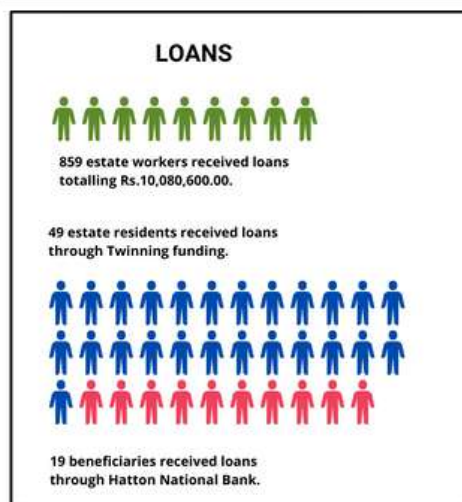 LOANS
859 estate workers received loans
totalling Rs.10,080,600.00.
49 estate residents received loans
through Twinning funding.
19 beneficiaries received loans
through Hatton National Bank.